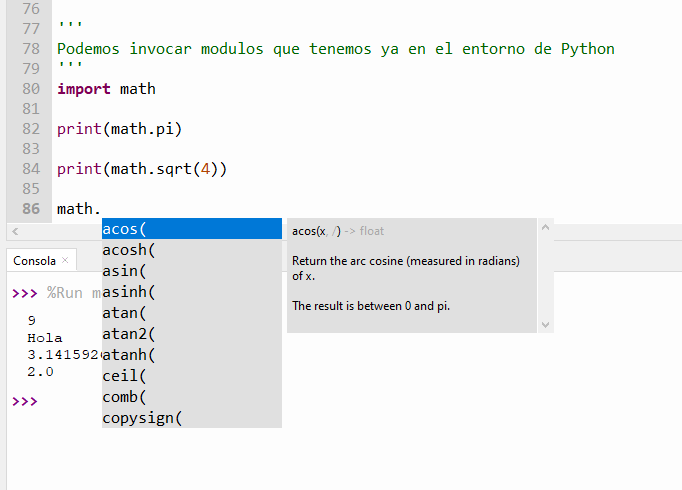 76
77 '''
78 Podemos invocar modulos que tenemos ya en el entorno de Python
79 '''
80 import math
81
82 print(math.pi)
83
84 print(math.sqrt(4))
85
86 math.
acos(
acosh(
asin(
asinh(
atan(
atan2(
atanh(
ceil(
comb(
copysign(
acos(x, /) -> float
Return the arc cosine (measured in radians)
of x.
The result is between 0 and pi.
Consola ×
>>> %Run m
9
Hola
3.141592
2.0
>>>